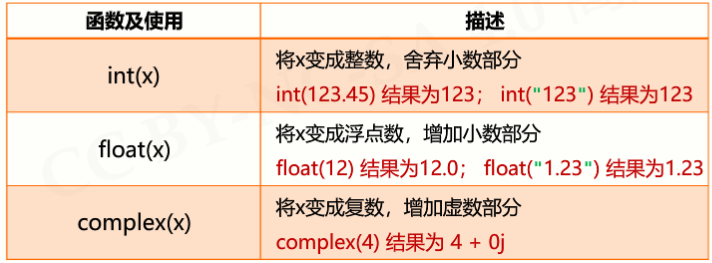 函数及使用 描述
int(x)
将x变成整数，舍弃小数部分
int(123.45) 结果为123； int("123") 结果为123
float(x)
将x变成浮点数，增加小数部分
float(12) 结果为12.0； float("1.23") 结果为1.23
complex(x)
将x变成复数，增加虚数部分
complex(4) 结果为 4 + 0j